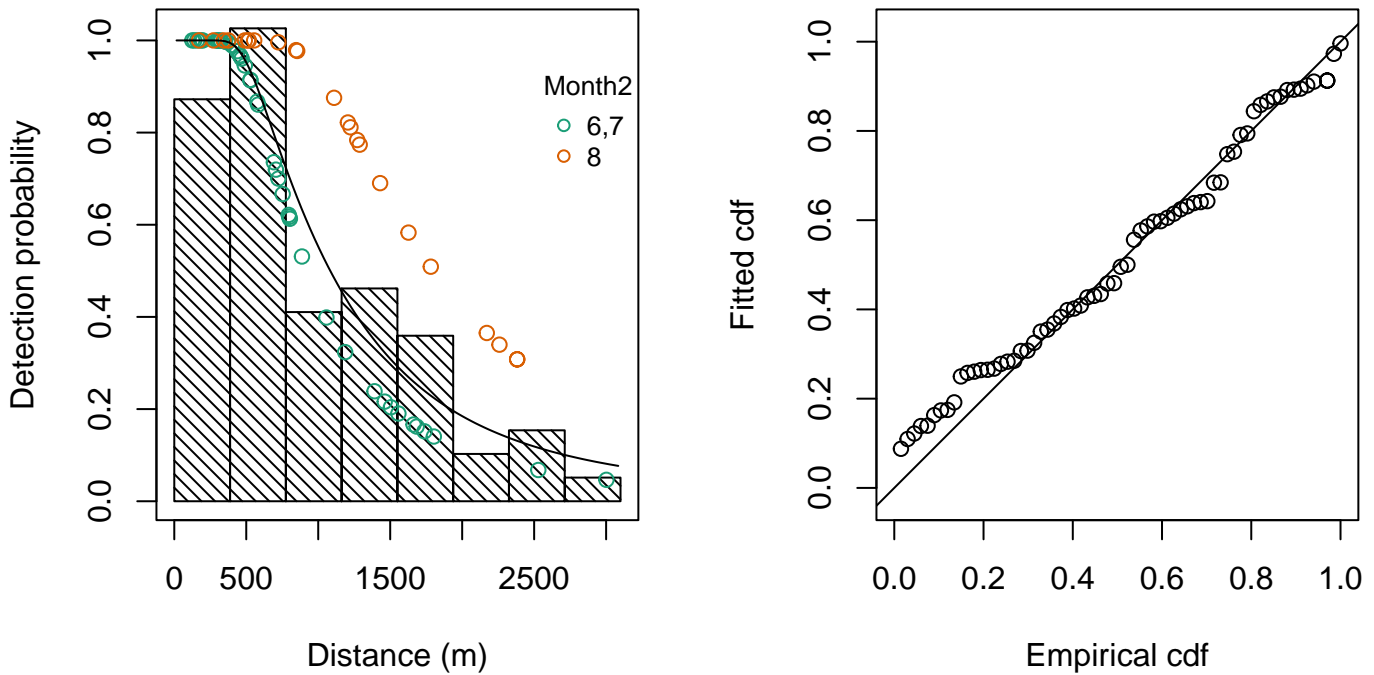 Detection probability
1.0
0.8
0.6
0.4
0.2
0.0
Month2
6,7
8
0 500 1500 2500
Distance (m)
Fitted cdf
1.0
0.8
0.6
0.4
0.2
0.0
0.0 0.2 0.4 0.6 0.8 1.0
Empirical cdf